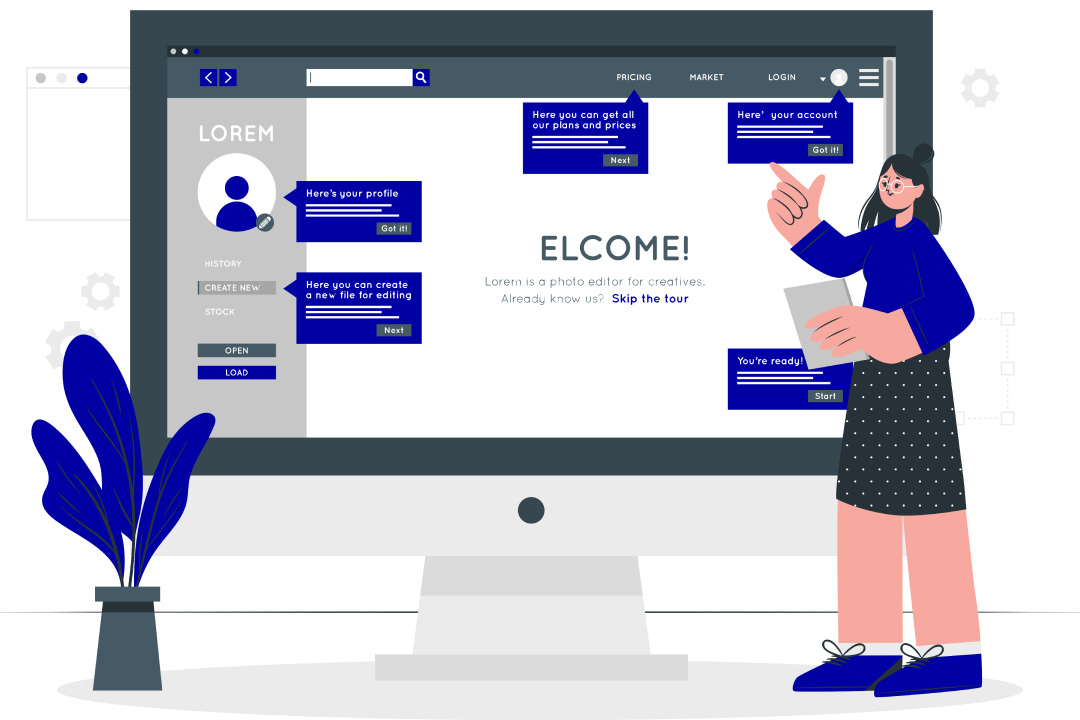 PRICING
MARKET
LOGIN
LOREM
Here you can get all
our plans and prices
Next
Here' your account
Got it!
Here's your profile
Got it!
HISTORY
CREATE NEW
STOCK
OPEN
LOAD
Here you can create
a new file for editing
Next
ELCOME!
Lorem is a photo editor for creatives.
Already know us? Skip the tour
You're ready!
Start